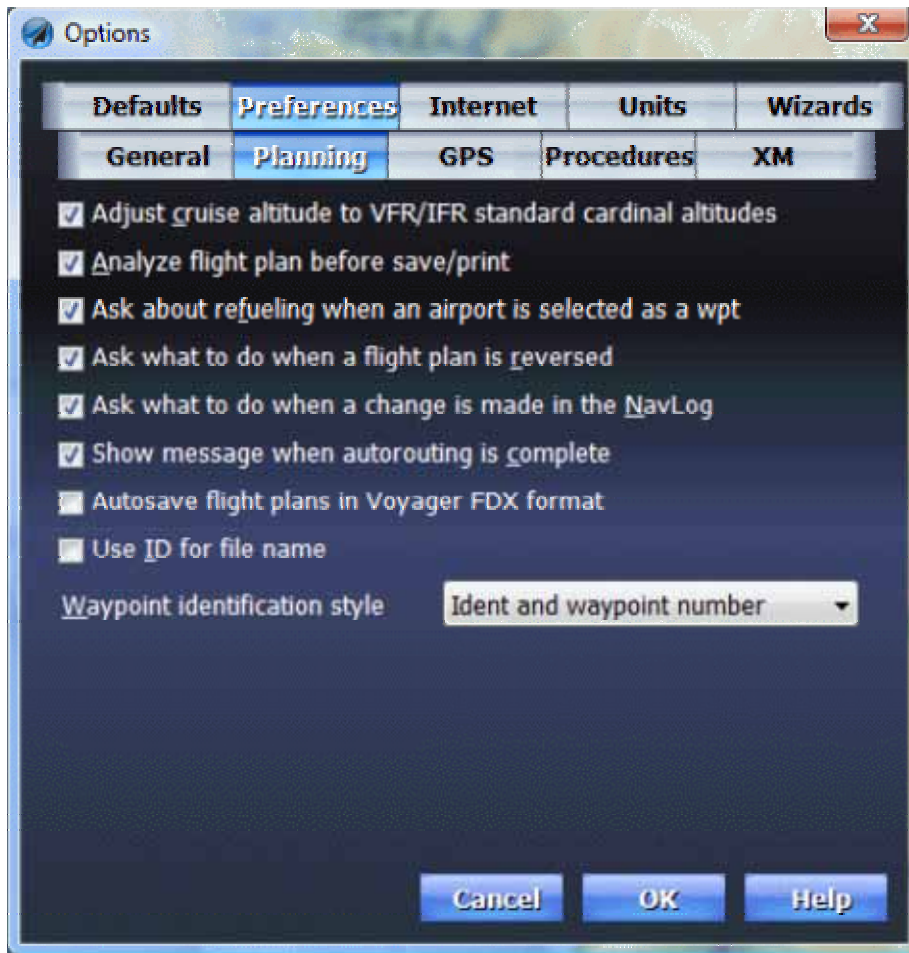 Options
Defaults Preferences Internet Units Wizards
General Planning GPS Procedures XM
Adjust cruise altitude to VFR/IFR standard cardinal altitudes
Analyze flight plan before save/print
Ask about refueling when an airport is selected as a wpt
Ask what to do when a flight plan is reversed
Ask what to do when a change is made in the NavLog
Show message when autorouting is complete
Autosave flight plans in Voyager FDX format
Use ID for file name
Waypoint identification style Ident and waypoint number
Cancel OK Help